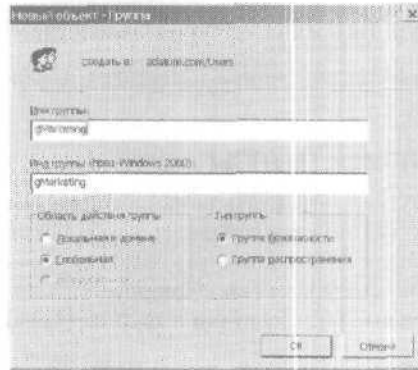 Новый объект - Группа
Создать в: adatum.com/Users
Имя группы:
gMarketing
Имя группы (пред-Windows 2000):
gMarketing
Область действия группы
Тип группы
Локальная в домене
Группа безопасности
Глобальная
Группа распространения
ОК
Отмена